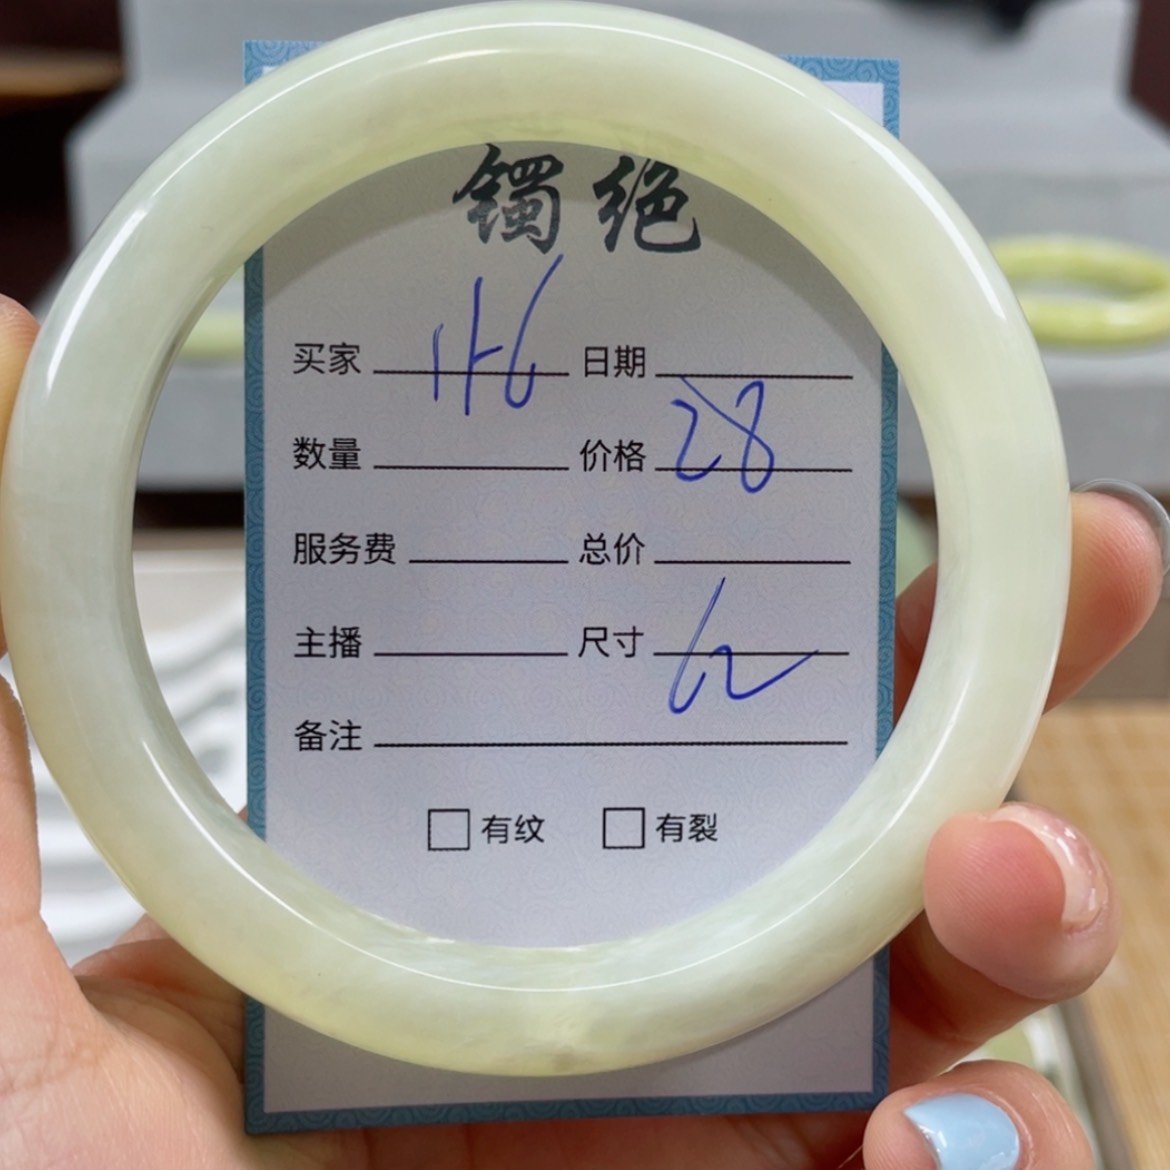 镯绝
买家 116 日期
数量 价格 28
服务费 总价
主播 尺寸 62
备注
有纹 有裂